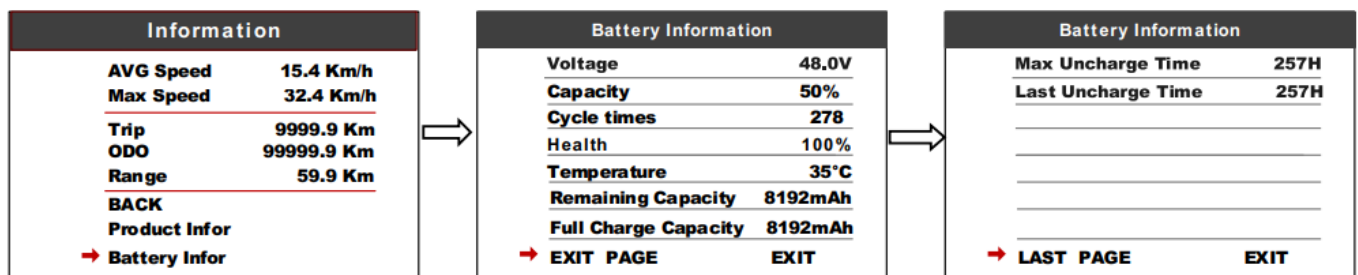 Information
AVG Speed 15.4 Km/h
Max Speed 32.4 Km/h
Trip 9999.9 Km
ODO 99999.9 Km
Range 59.9 Km
BACK
Product Infor
Battery Infor
Battery Information
Voltage 48.0V
Capacity 50%
Cycle times 278
Health 100%
Temperature 35°C
Remaining Capacity 8192mAh
Full Charge Capacity 8192mAh
EXIT PAGE EXIT
Battery Information
Max Uncharge Time 257H
Last Uncharge Time 257H
LAST PAGE EXIT